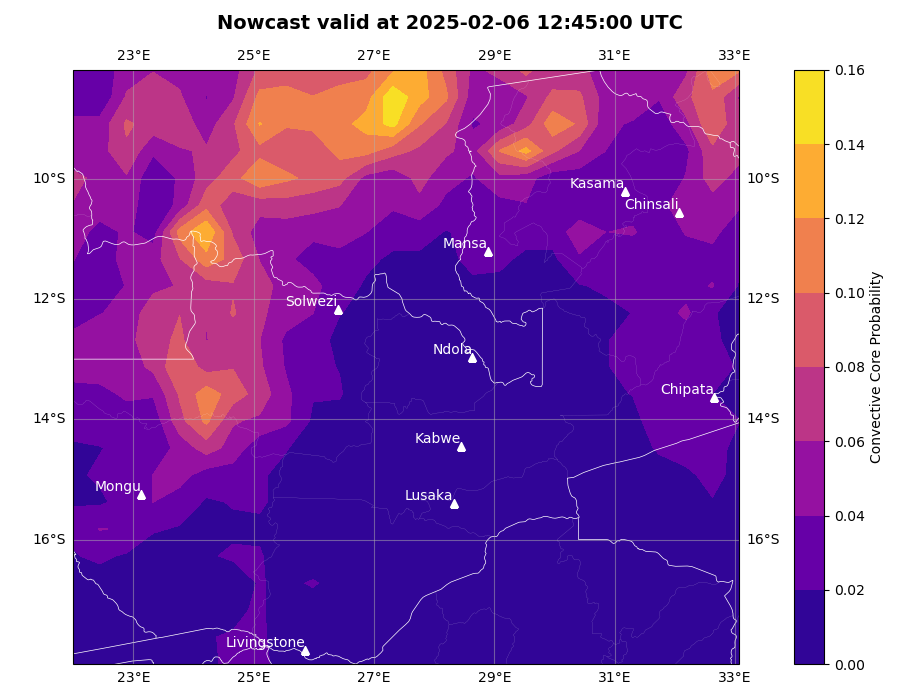 Nowcast valid at 2025-02-06 12:45:00 UTC
23°E 25°E 27°E 29°E 31°E 33°E
0.16
0.14
0.12
0.10
0.08
0.06
0.04
0.02
0.00
Convective Core Probability
10°S 10°S
12°S 12°S
14°S 14°S
16°S 16°S
Kasama
Chinsali
Mansa
Solwezi
Ndola
Chipata
Kabwe
Mongu
Lusaka
Livingstone
23°E 25°E 27°E 29°E 31°E 33°E